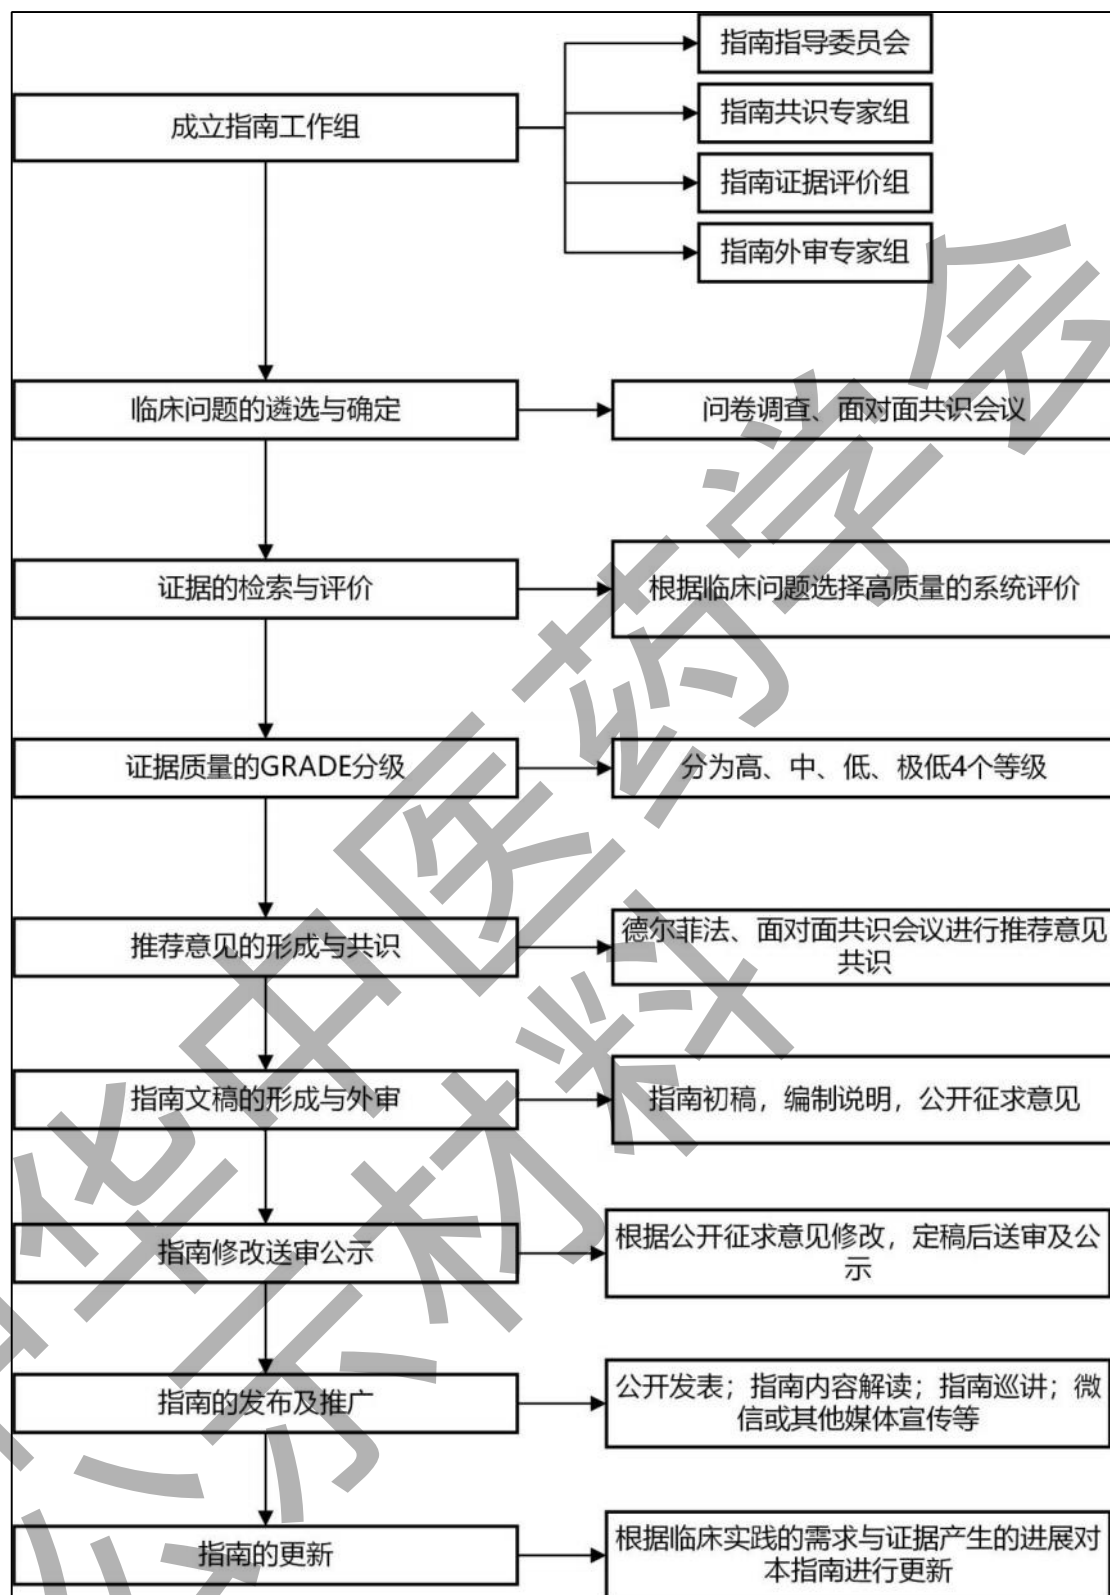 指南指导委员会
成立指南工作组
指南共识专家组
指南证据评价组
指南外审专家组
临床问题的遴选与确定
问卷调查、面对面共识会议
证据的检索与评价
根据临床问题选择高质量的系统评价
证据质量的GRADE分级
分为高、中、低、极低4个等级
推荐意见的形成与共识
德尔菲法、面对面共识会议进行推荐意见
共识
指南文稿的形成与外审
指南初稿，编制说明，公开征求意见
指南修改送审公示
根据公开征求意见修改，定稿后送审及公
示
指南的发布及推广
公开发表；指南内容解读；指南巡讲；微
信或其他媒体宣传等
指南的更新
根据临床实践的需求与证据产生的进展对
本指南进行更新
中华中医药学会
公示材料